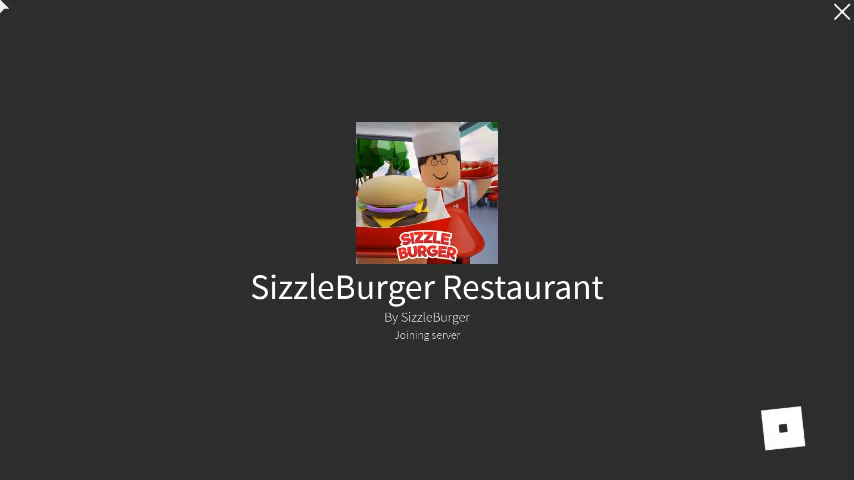 SIZZLE
BURGER
SizzleBurger Restaurant
By SizzleBurger
Joining server